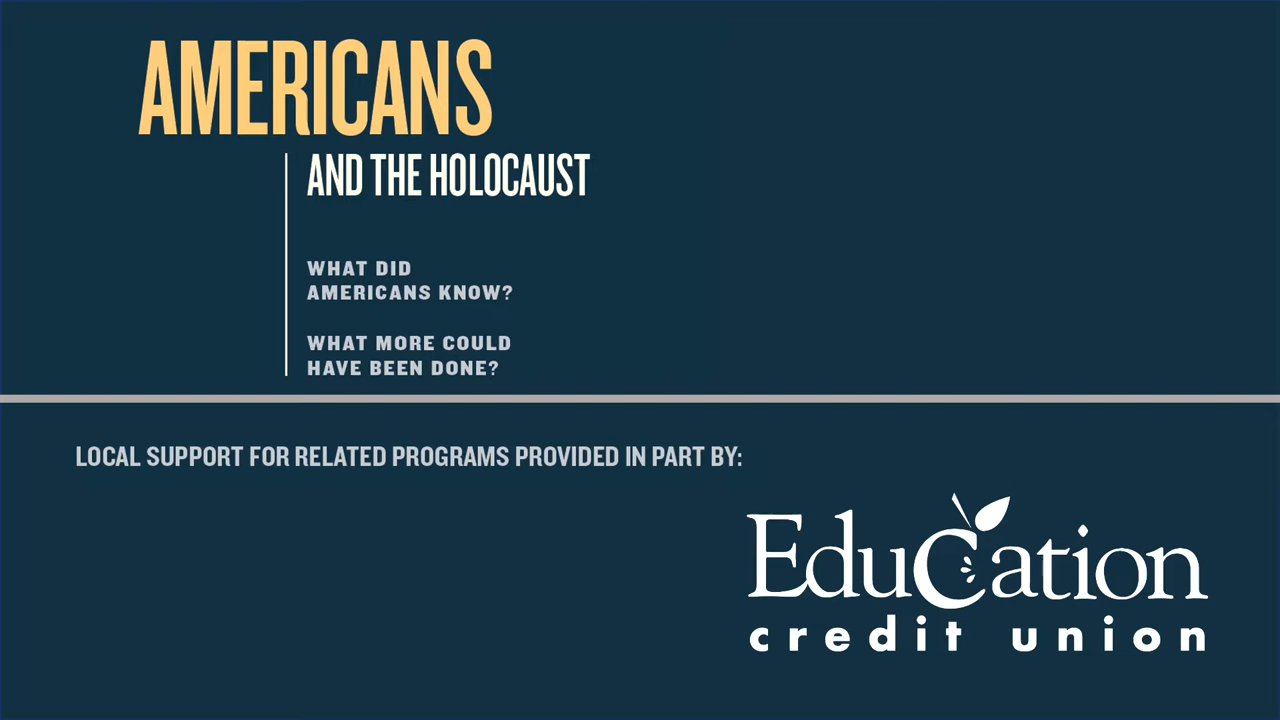 AMERICANS
AND THE HOLOCAUST
WHAT DID
AMERICANS KNOW?
WHAT MORE COULD
HAVE BEEN DONE?
LOCAL SUPPORT FOR RELATED PROGRAMS PROVIDED IN PART BY:
Education
credit union